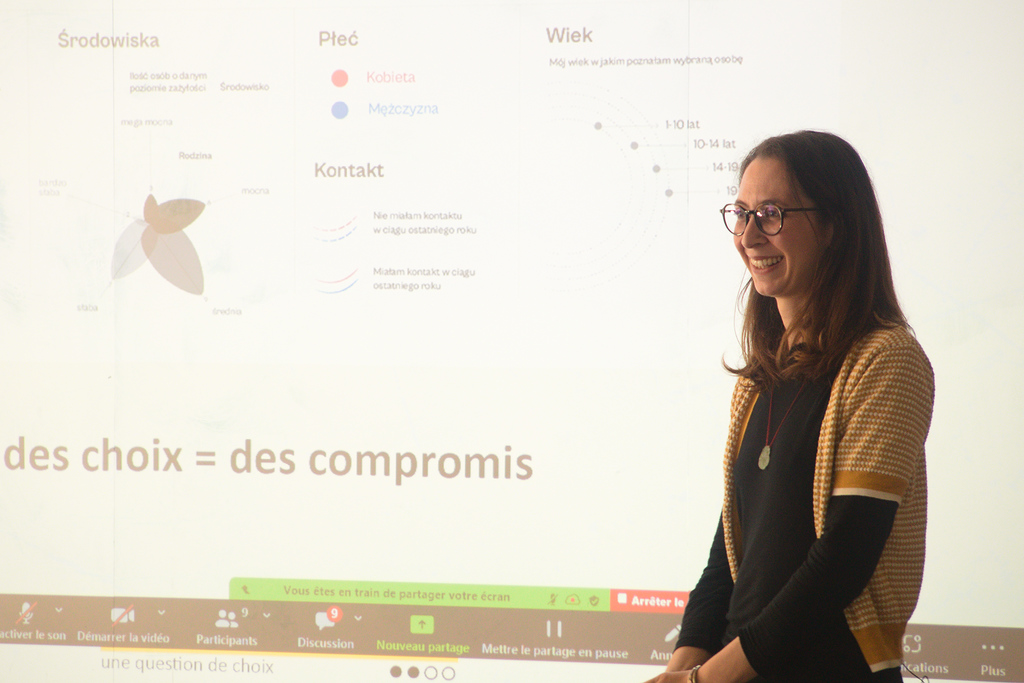 Środowiska
Ilość osób o danym
poziomie zażyłości
Środowisko
mega mocna
Rodzina
bardzo
słaba
mocna
słaba
średnia
Płeć
Kobieta
Mężczyzna
Kontakt
Nie miałam kontaktu
w ciągu ostatniego roku
Miałam kontakt w ciągu
ostatniego roku
Wiek
Mój wiek w jakim poznałam wybraną osobę
1-10 lat
10-14 lat
14-19
19
des choix = des compromis
Vous êtes en train de partager votre écran
Arrêter le
activer le son
Démarrer la vidéo
9
Participants
9
Discussion
Nouveau partage
Mettre le partage en pause
Ann
ications
Plus
une question de choix